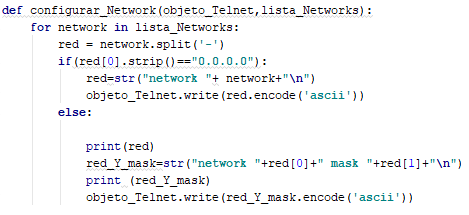 def configurar_Network(objeto_Telnet,lista_Networks):
    for network in lista_Networks:
        red = network.split('-')
        if(red[0].strip()=="0.0.0.0"):
            red=str("network "+ network+"\n")
            objeto_Telnet.write(red.encode('ascii'))
        else:
            print(red)
            red_Y_mask=str("network "+red[0]+" mask "+red[1]+"\n")
            print (red_Y_mask)
            objeto_Telnet.write(red_Y_mask.encode('ascii'))